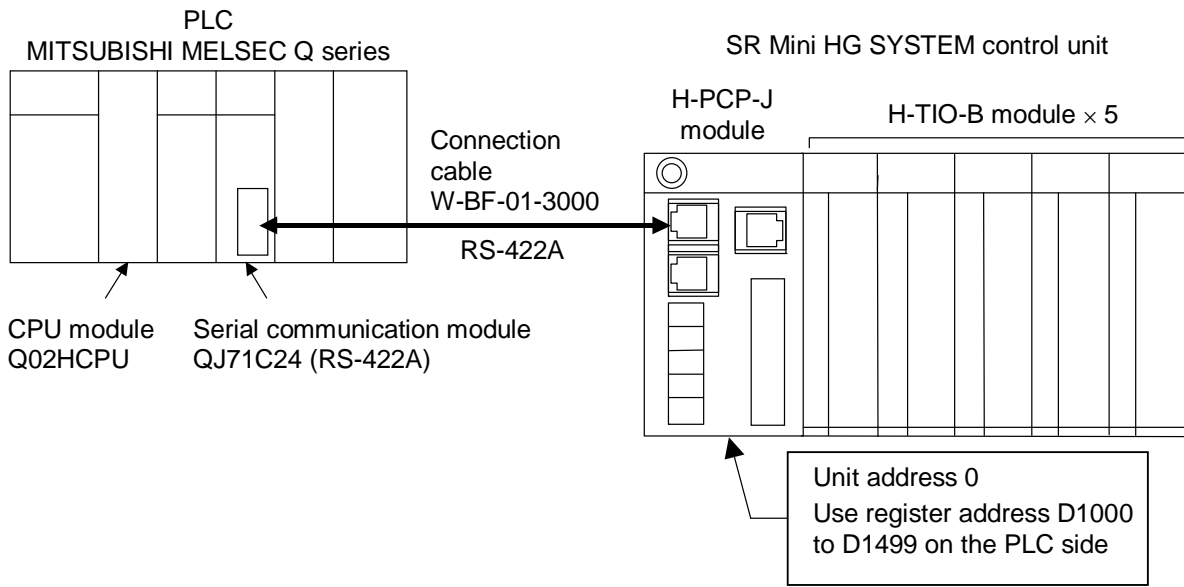 PLC
MITSUBISHI MELSEC Q series
SR Mini HG SYSTEM control unit
H-PCP-J
module
H-TIO-B module × 5
Connection
cable
W-BF-01-3000
RS-422A
CPU module
Q02HCPU
Serial communication module
QJ71C24 (RS-422A)
Unit address 0
Use register address D1000
to D1499 on the PLC side